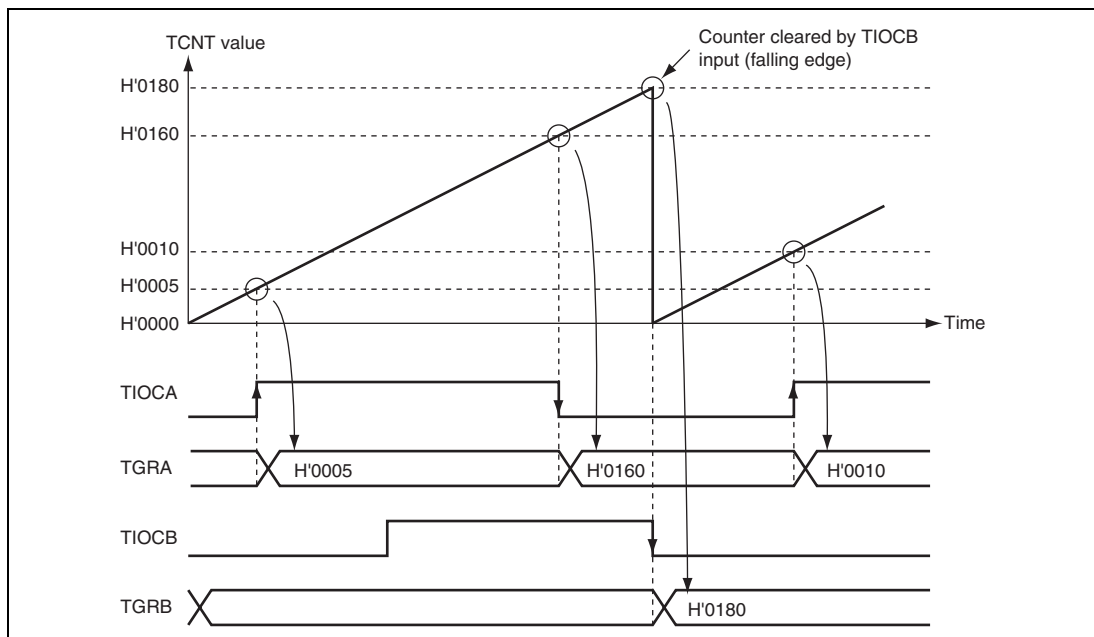 TCNT value
Counter cleared by TIOCB
input (falling edge)
H'0180
H'0160
H'0010
H'0005
H'0000
Time
TIOCA
TGRA
H'0005
H'0160
H'0010
TIOCB
TGRB
H'0180